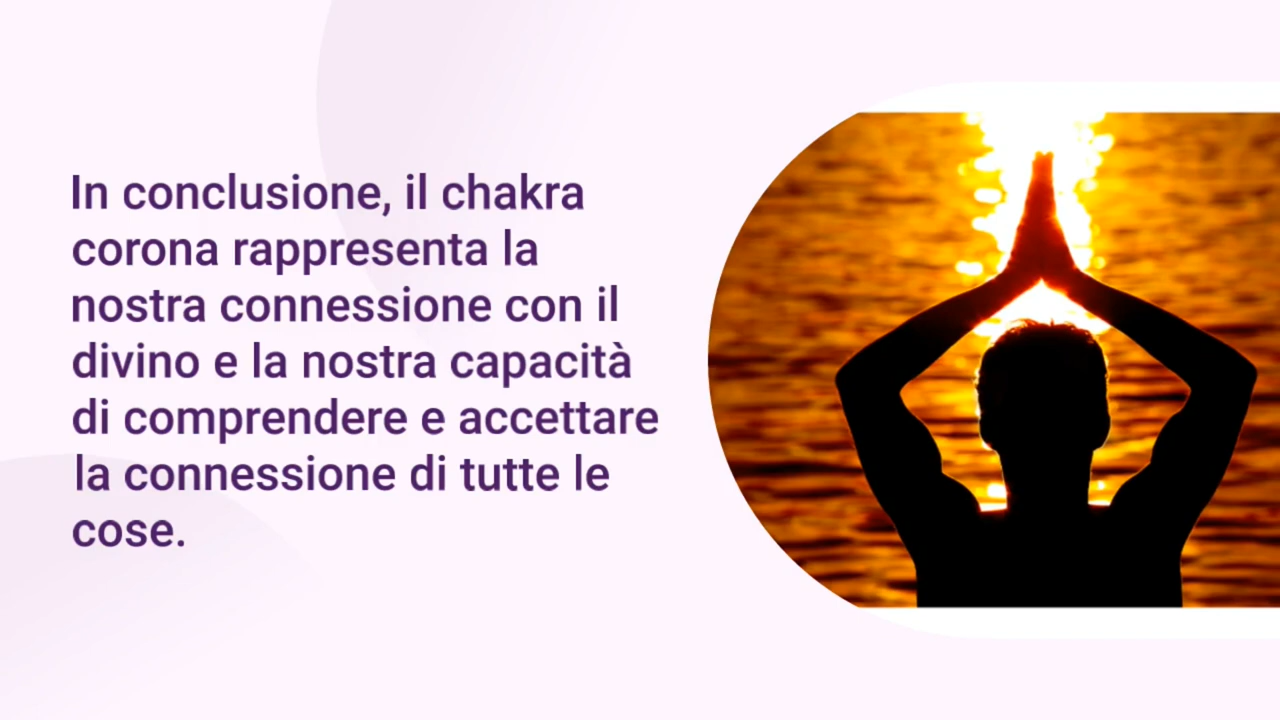 In conclusione, il chakra
corona rappresenta la
nostra connessione con il
divino e la nostra capacità
di comprendere e accettare
la connessione di tutte le
cose.